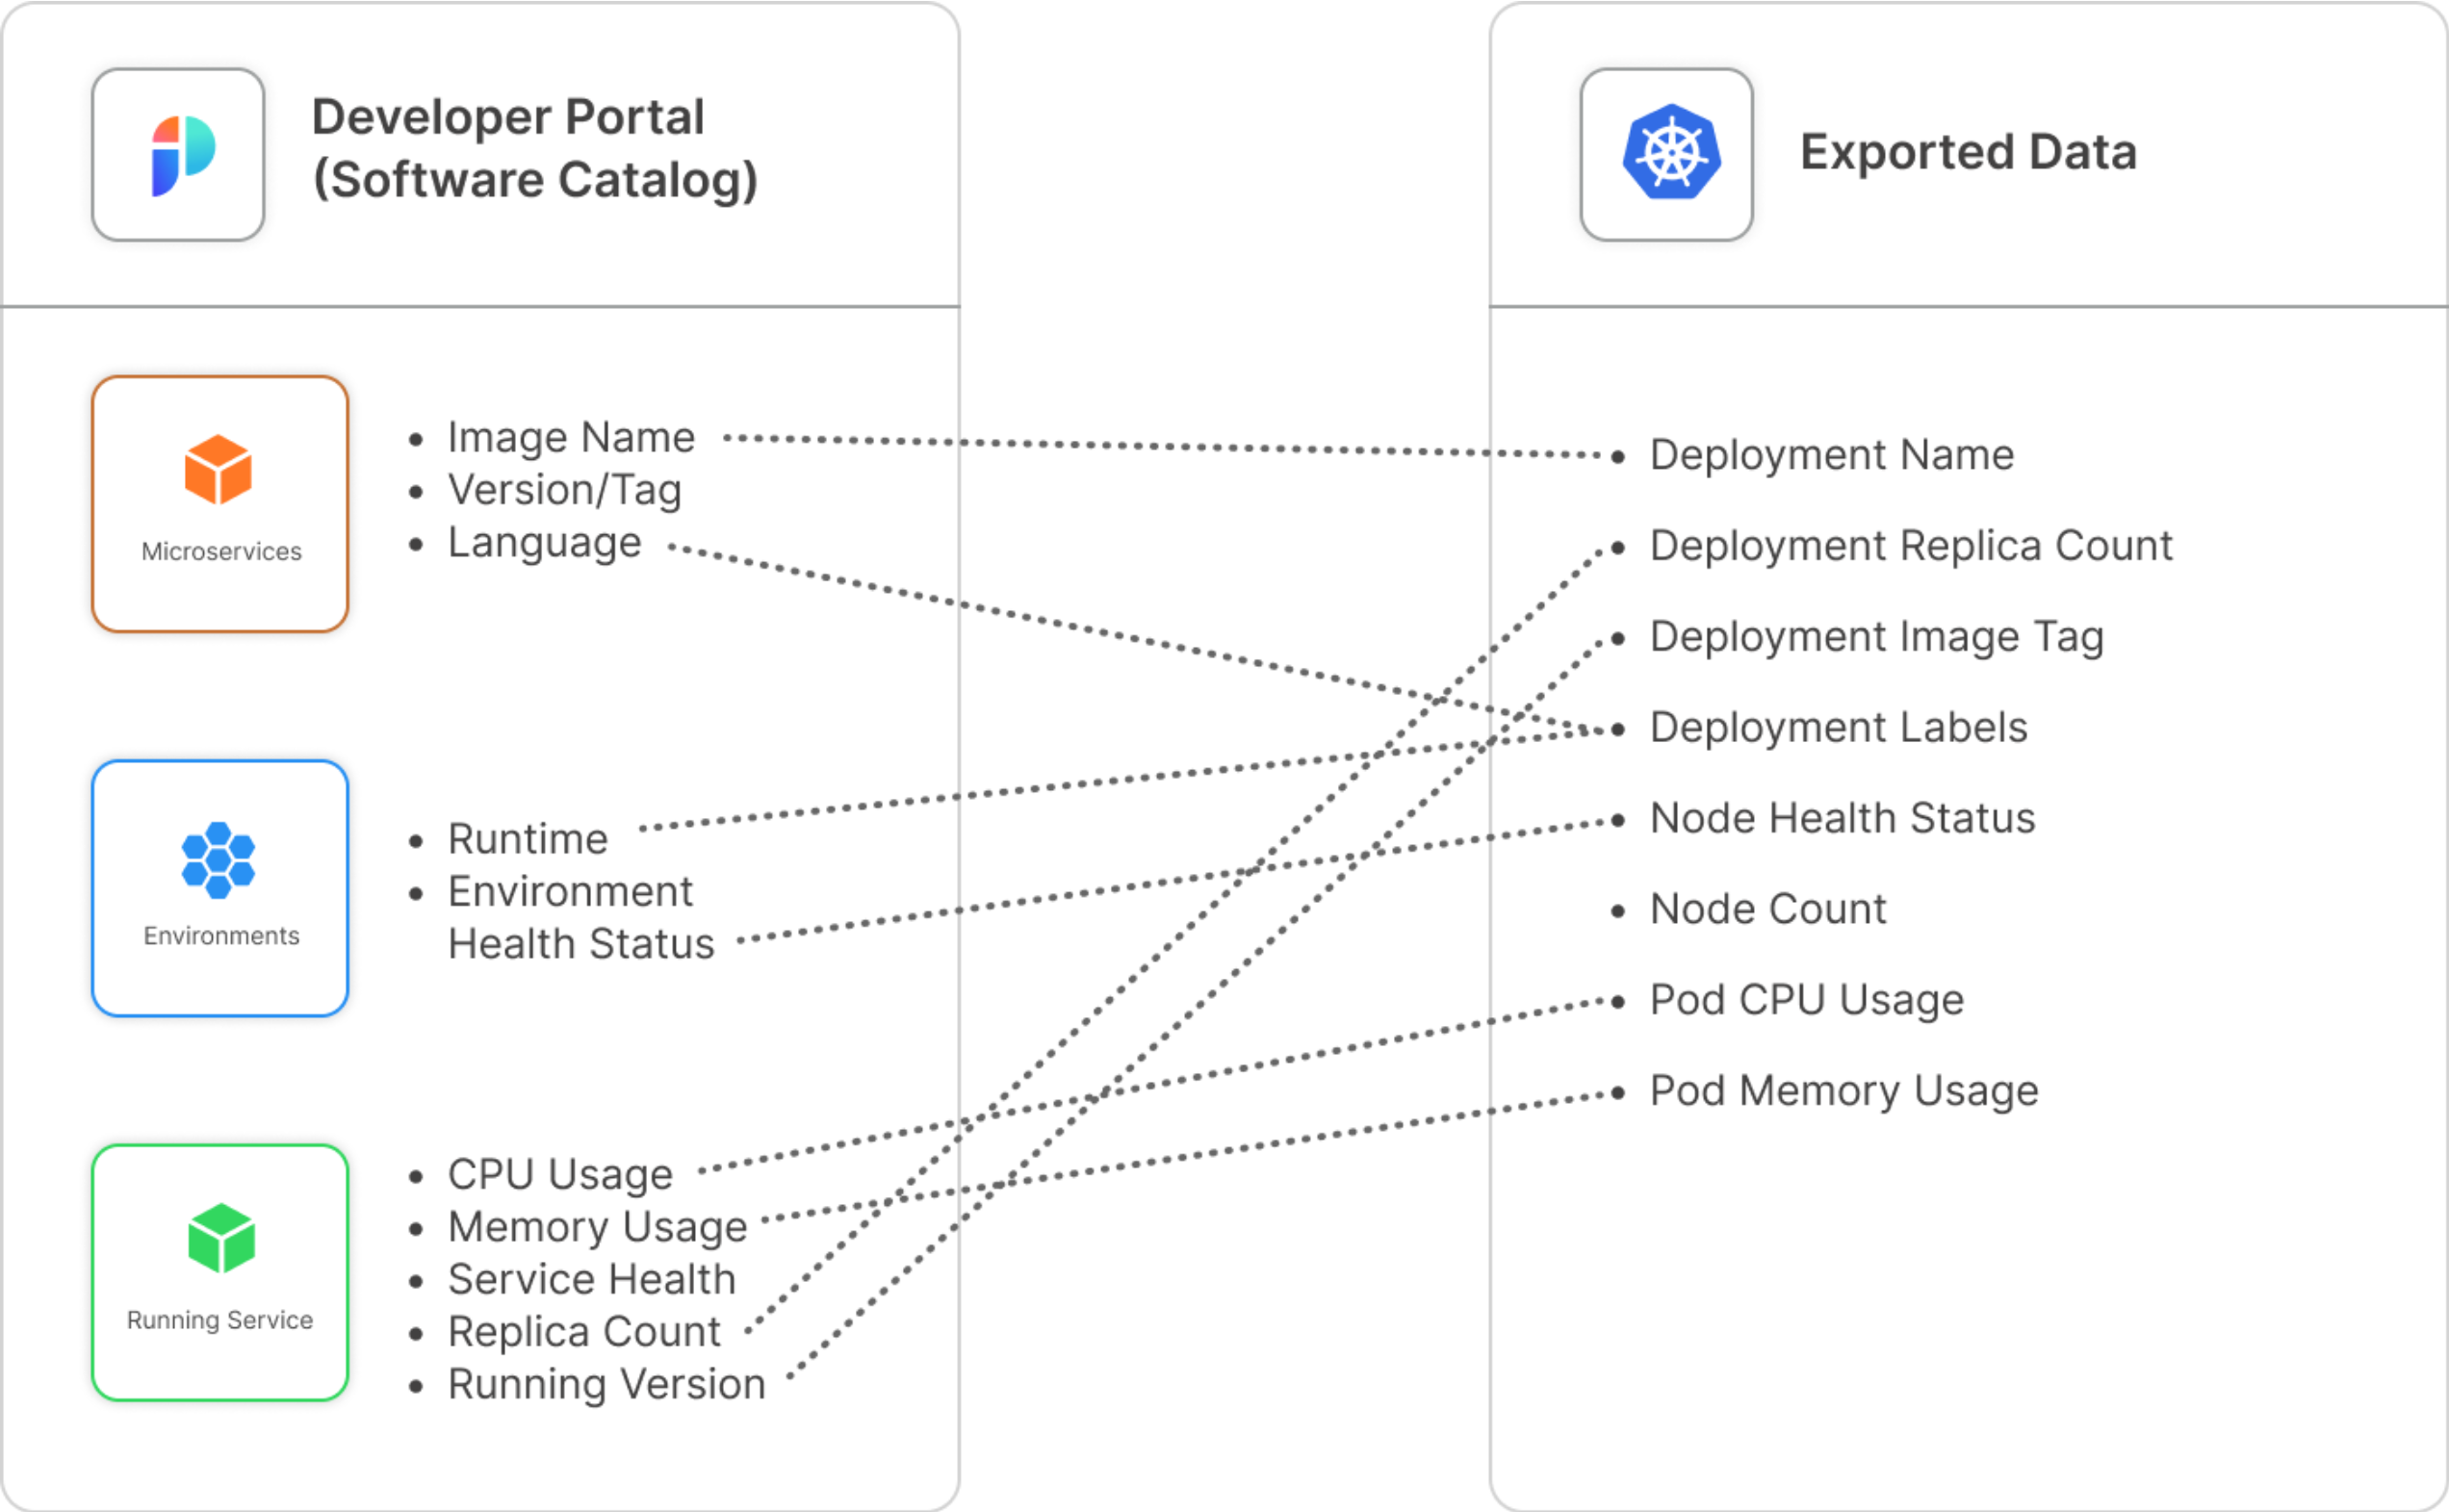 Developer Portal
(Software Catalog)
Exported Data
Microservices
• Image Name
• Version/Tag
• Language
Environments
• Runtime
• Environment
Health Status
Running Service
• CPU Usage
• Memory Usage
• Service Health
• Replica Count
• Running Version
• Deployment Name
• Deployment Replica Count
• Deployment Image Tag
• Deployment Labels
• Node Health Status
• Node Count
• Pod CPU Usage
• Pod Memory Usage